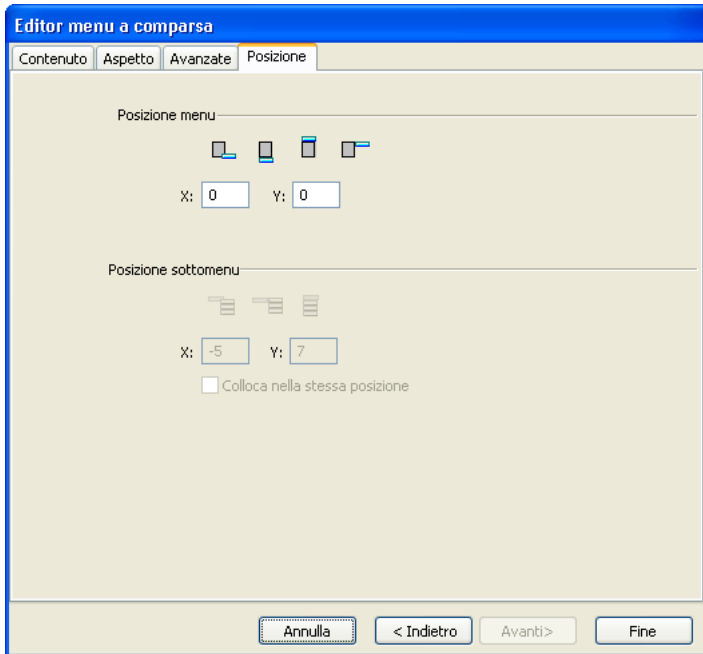 Editor menu a comparsa
Contenuto Aspetto Avanzate Posizione
Posizione menu
X: 0 Y: 0
Posizione sottomenu
X: -5 Y: 7
Colloca nella stessa posizione
Annulla < Indietro Avanti> Fine